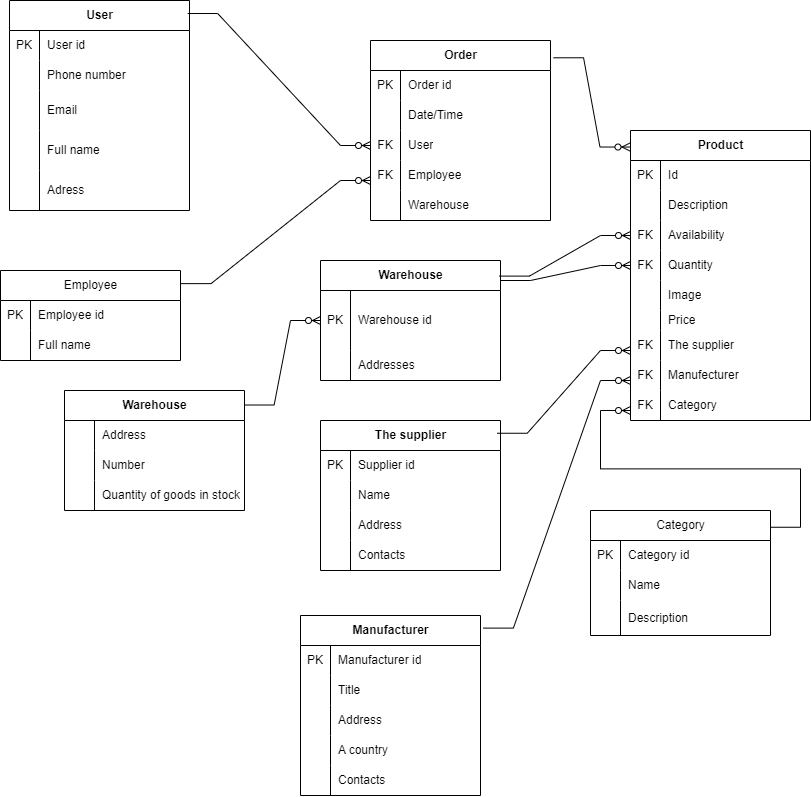 User
PK User id
Phone number
Email
Full name
Adress
Order
PK Order id
Date/Time
FK User
FK Employee
Warehouse
Product
PK Id
Description
FK Availability
FK Quantity
Image
Price
FK The supplier
FK Manufecturer
FK Category
Employee
PK Employee id
Full name
Warehouse
PK Warehouse id
Addresses
Warehouse
Address
Number
Quantity of goods in stock
The supplier
PK Supplier id
Name
Address
Contacts
Category
PK Category id
Name
Description
Manufacturer
PK Manufacturer id
Title
Address
A country
Contacts